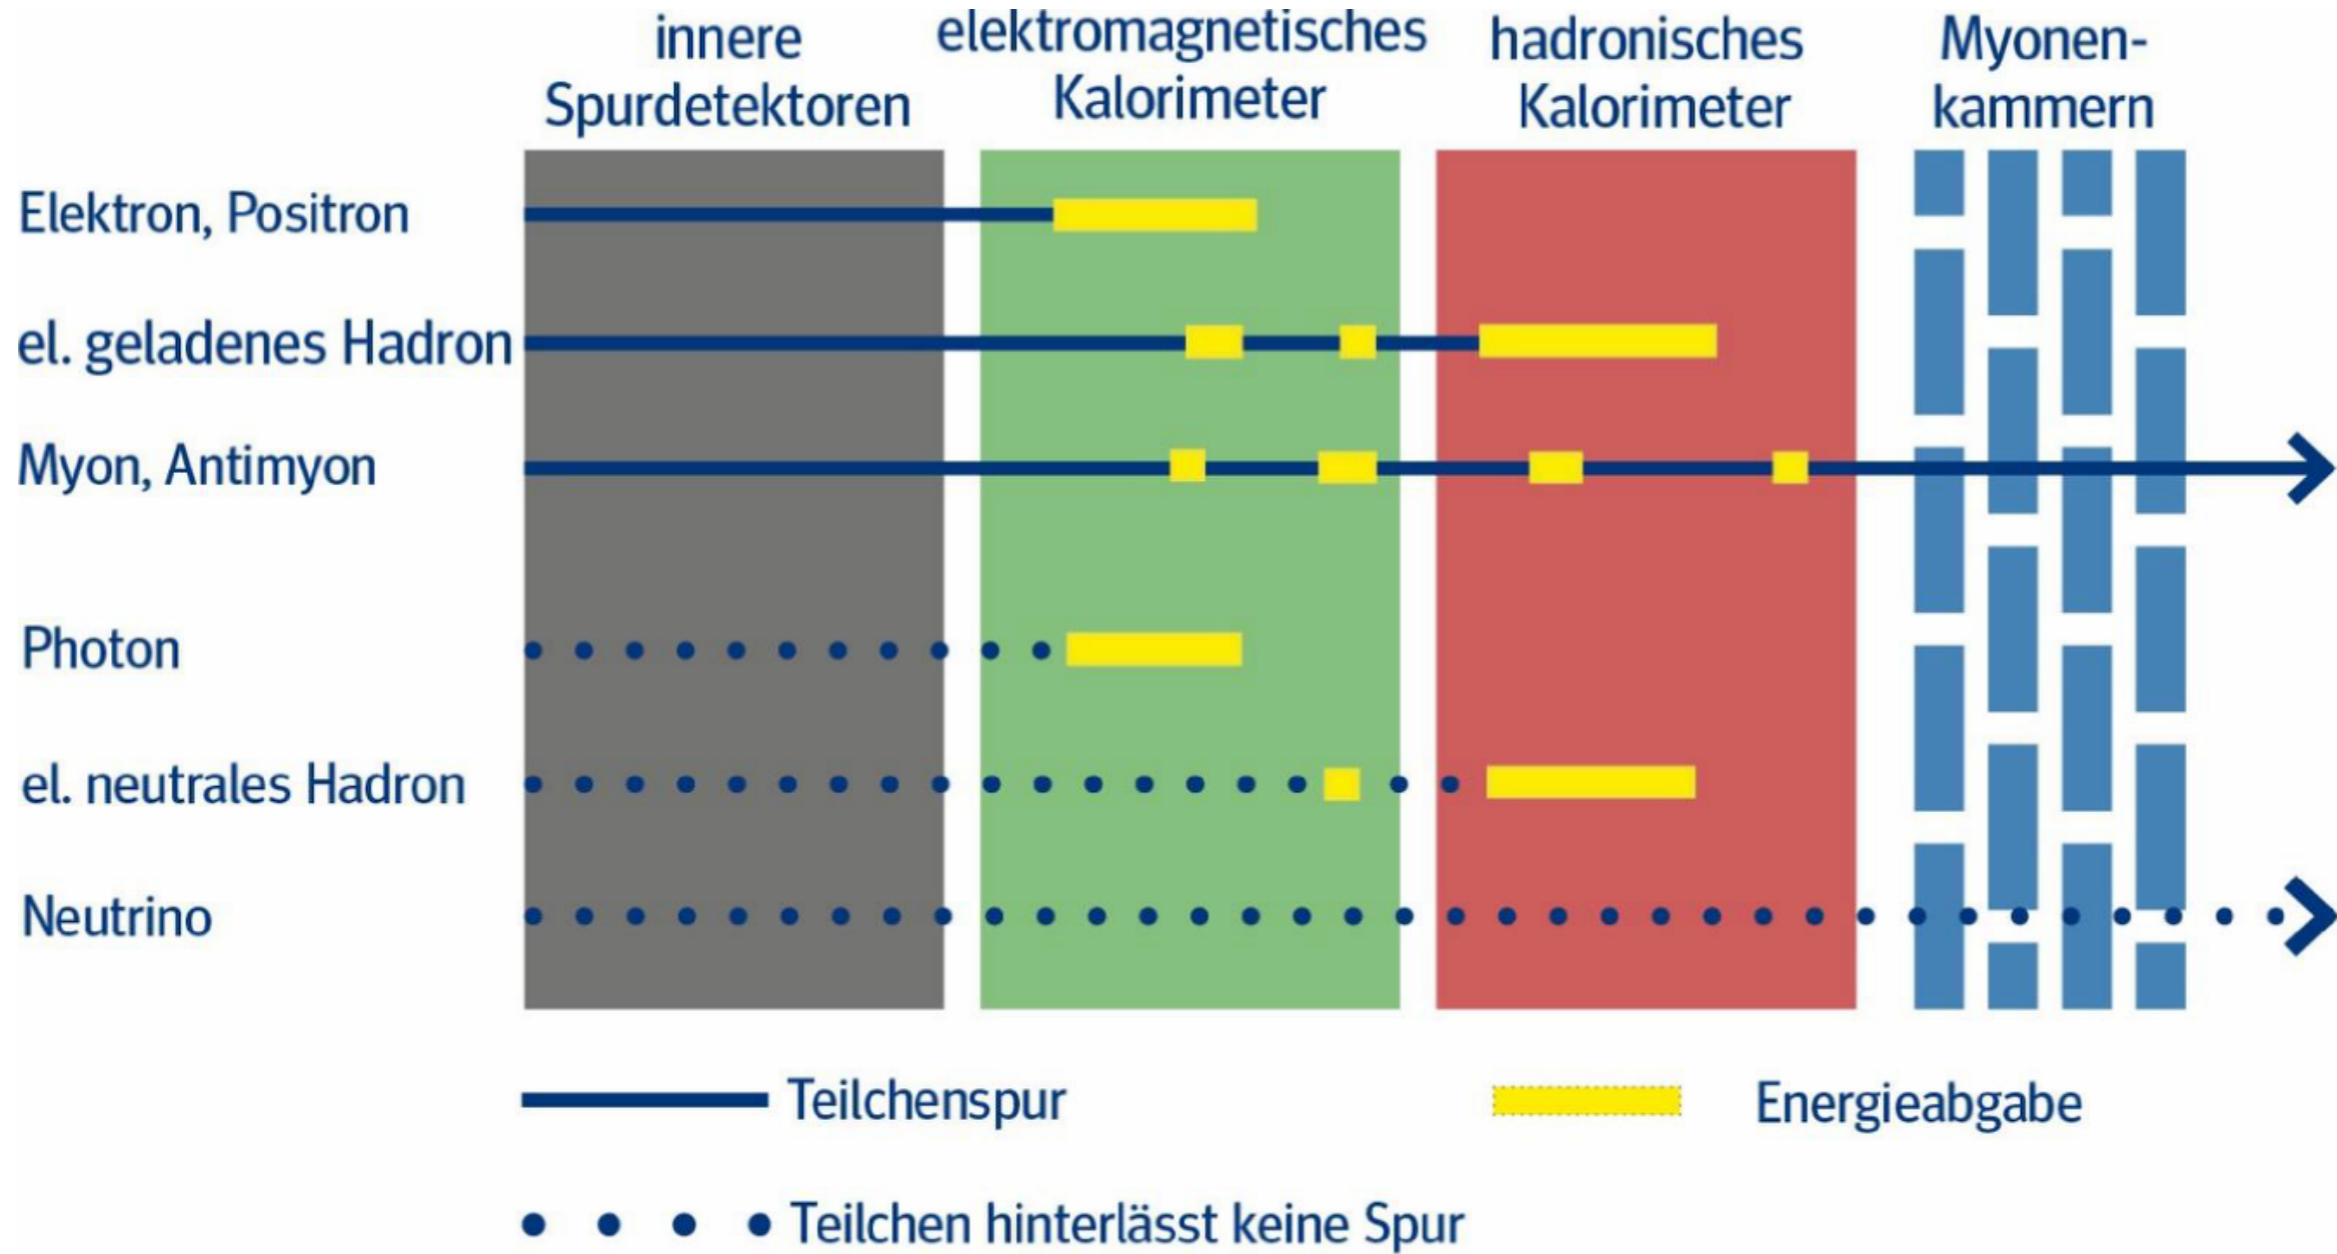 innere
Spurdetektoren
elektromagnetisches
Kalorimeter
hadronisches
Kalorimeter
Myonen-
kammern
Elektron, Positron
el. geladenes Hadron
Myon, Antimyon
Photon
el. neutrales Hadron
Neutrino
Teilchenspur
Energieabgabe
Teilchen hinterlässt keine Spur